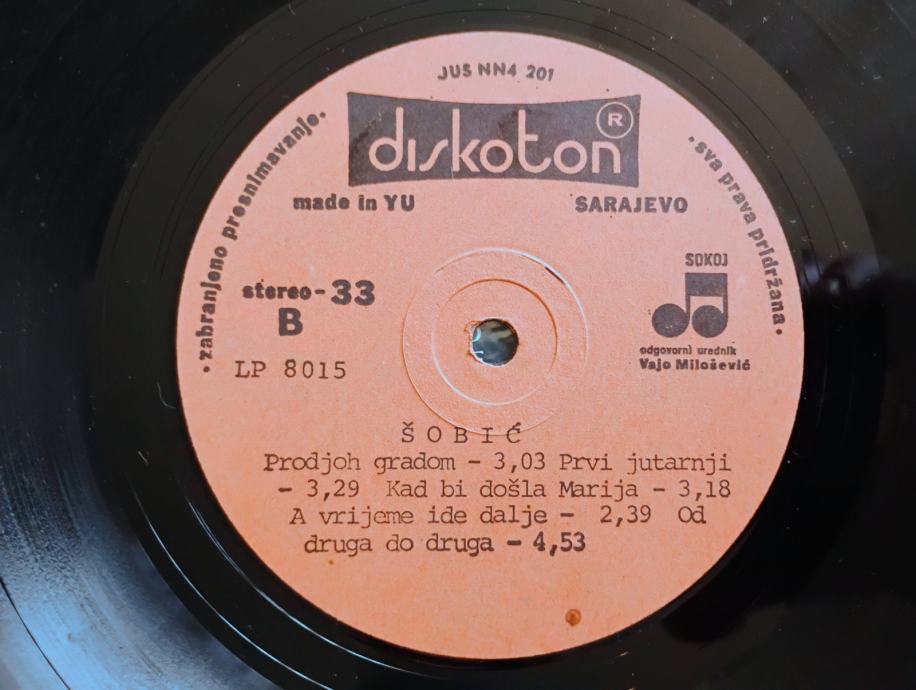 JUS NN4 201
diskoton ®
made in YU SARAJEVO
•zabranjeno presnimavanje•
•sva prava pridržana•
stereo-33
B
LP 8015
SOKOJ
odgovorni urednik
Vajo Milošević
ŠOBIĆ
Prodjoh gradom - 3,03 Prvi jutarnji
- 3,29 Kad bi došla Marija - 3,18
A vrijeme ide dalje - 2,39 Od
druga do druga - 4,53